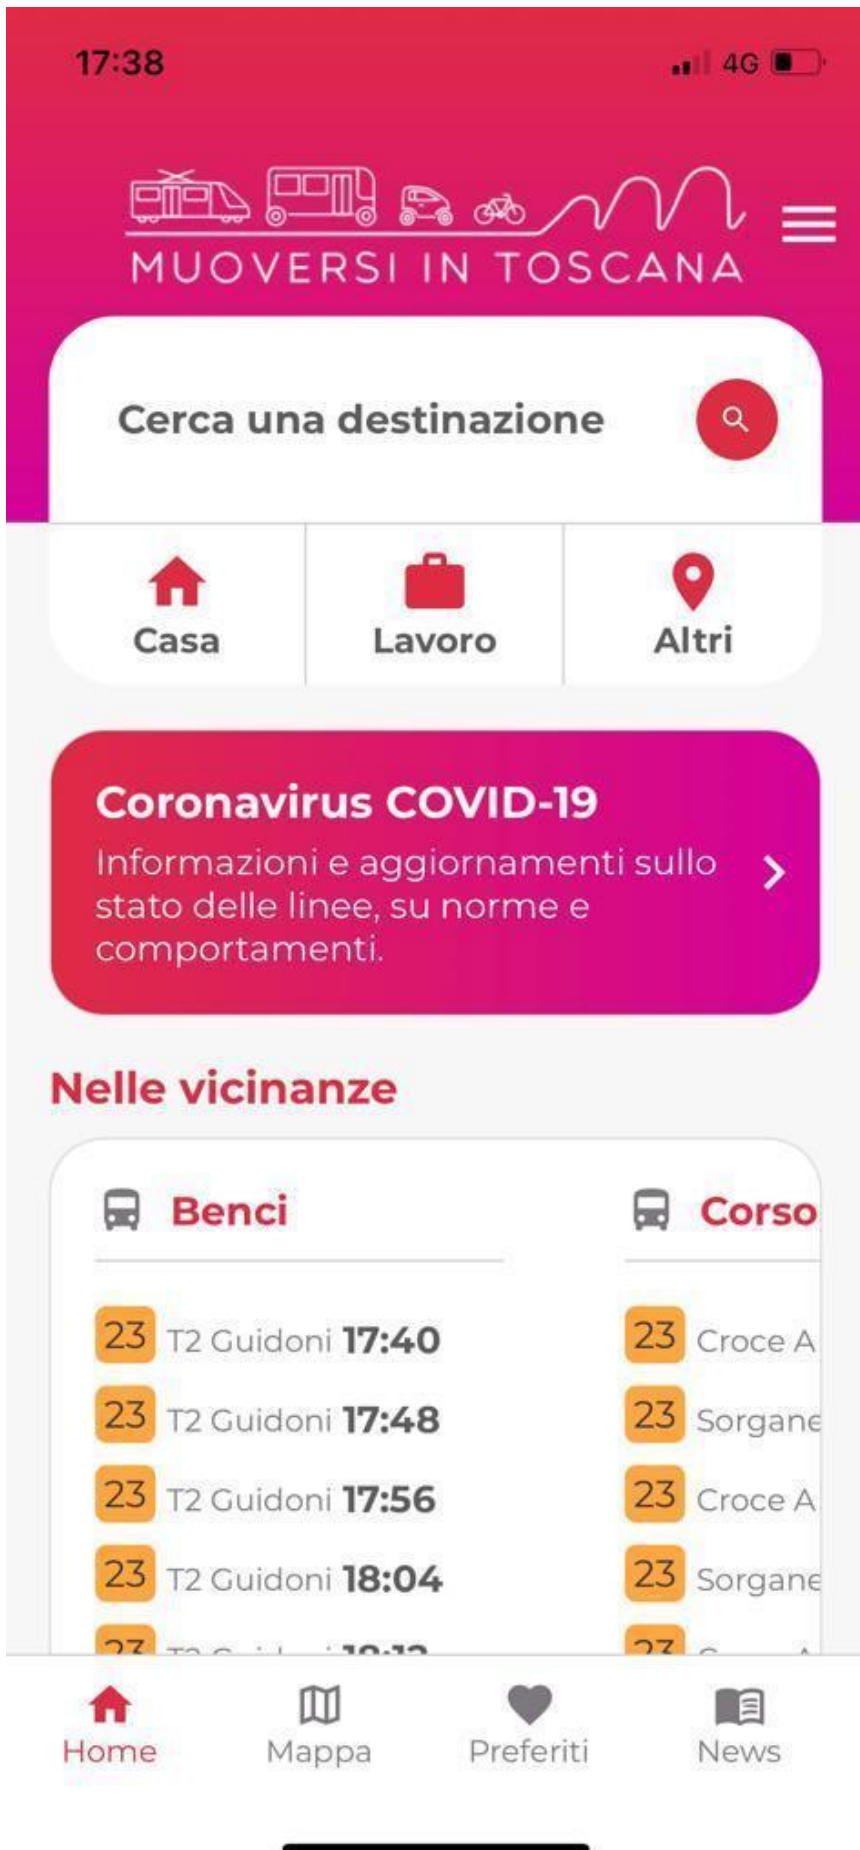 17:38
4G
MUOVERSI IN TOSCANA
Cerca una destinazione
Casa
Lavoro
Altri
Coronavirus COVID-19
Informazioni e aggiornamenti sullo
stato delle linee, su norme e
comportamenti.
Nelle vicinanze
Benci
23 T2 Guidoni 17:40
23 T2 Guidoni 17:48
23 T2 Guidoni 17:56
23 T2 Guidoni 18:04
23
Corso
23 Croce A
23 Sorgane
23 Croce A
23 Sorgane
23
Home
Mappa
Preferiti
News